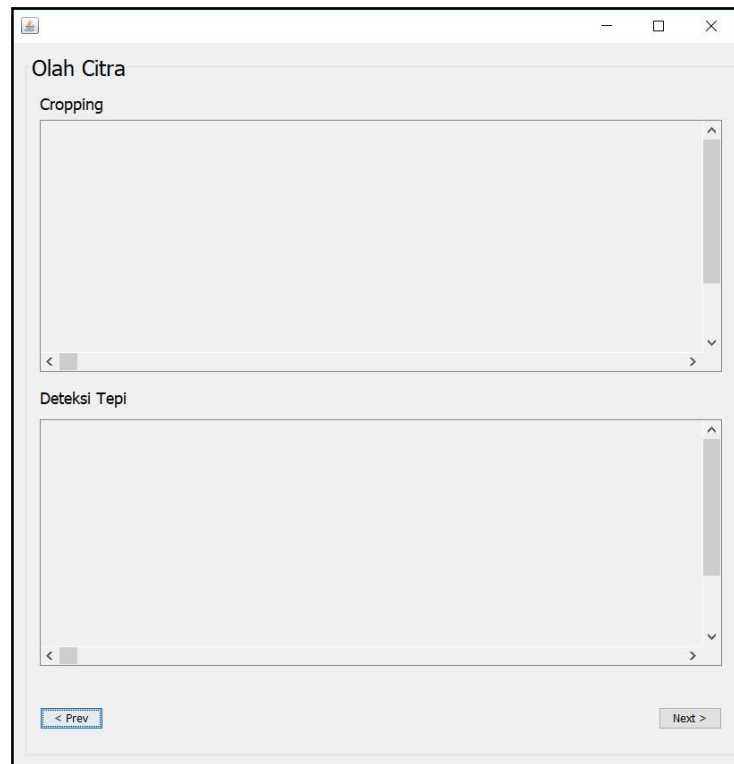 Olah Citra
Cropping
Deteksi Tepi
< Prev
Next >